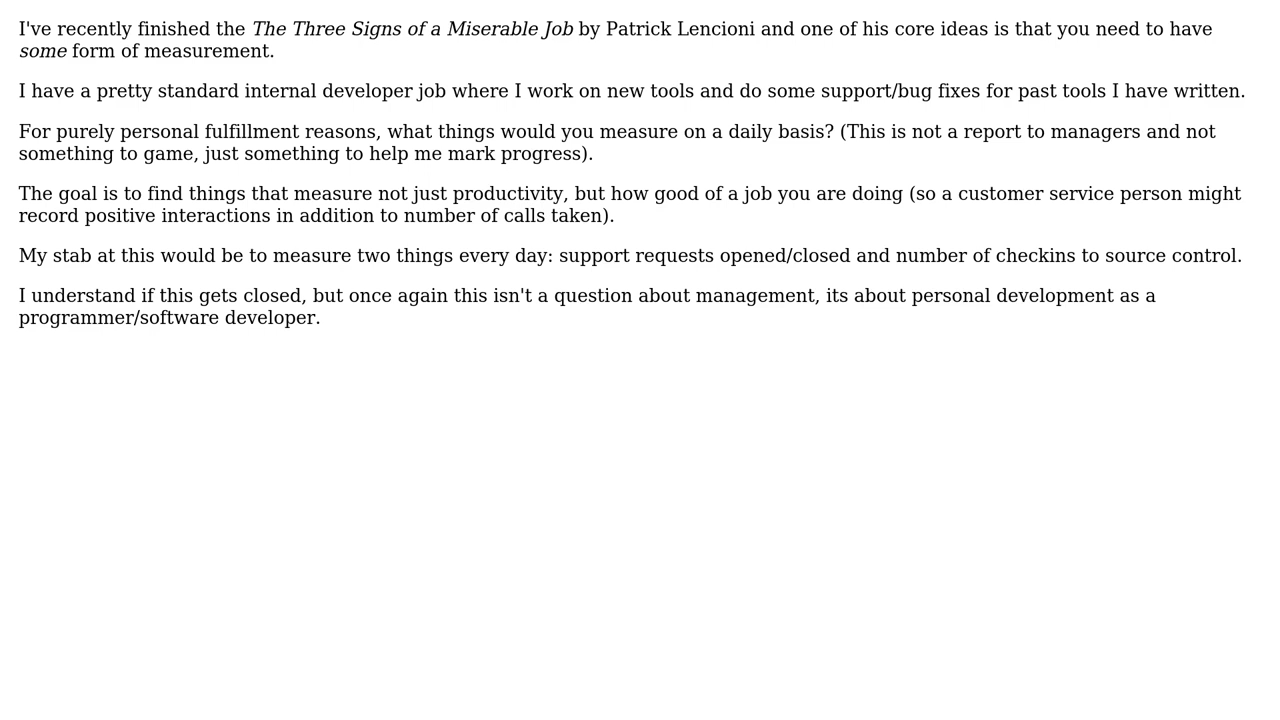 I've recently finished the The Three Signs of a Miserable Job by Patrick Lencioni and one of his core ideas is that you need to have
some form of measurement.
I have a pretty standard internal developer job where I work on new tools and do some support/bug fixes for past tools I have written.
For purely personal fulfillment reasons, what things would you measure on a daily basis? (This is not a report to managers and not
something to game, just something to help me mark progress).
The goal is to find things that measure not just productivity, but how good of a job you are doing (so a customer service person might
record positive interactions in addition to number of calls taken).
My stab at this would be to measure two things every day: support requests opened/closed and number of checkins to source control.
I understand if this gets closed, but once again this isn't a question about management, its about personal development as a
programmer/software developer.